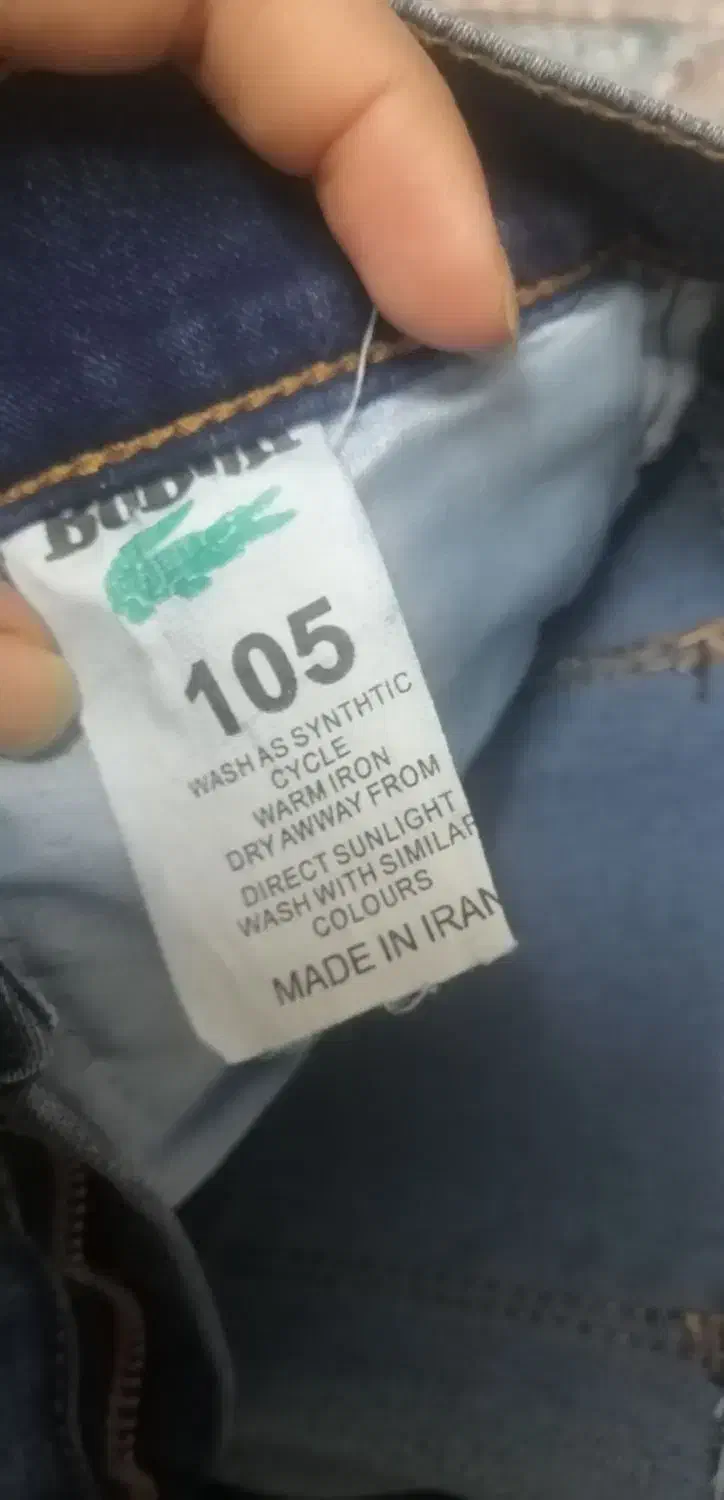 105
WASH AS SYNTHTIC
CYCLE
WARM IRON
DRY AWWAY FROM
DIRECT SUNLIGHT
WASH WITH SIMILAR
COLOURS
MADE IN IRAN